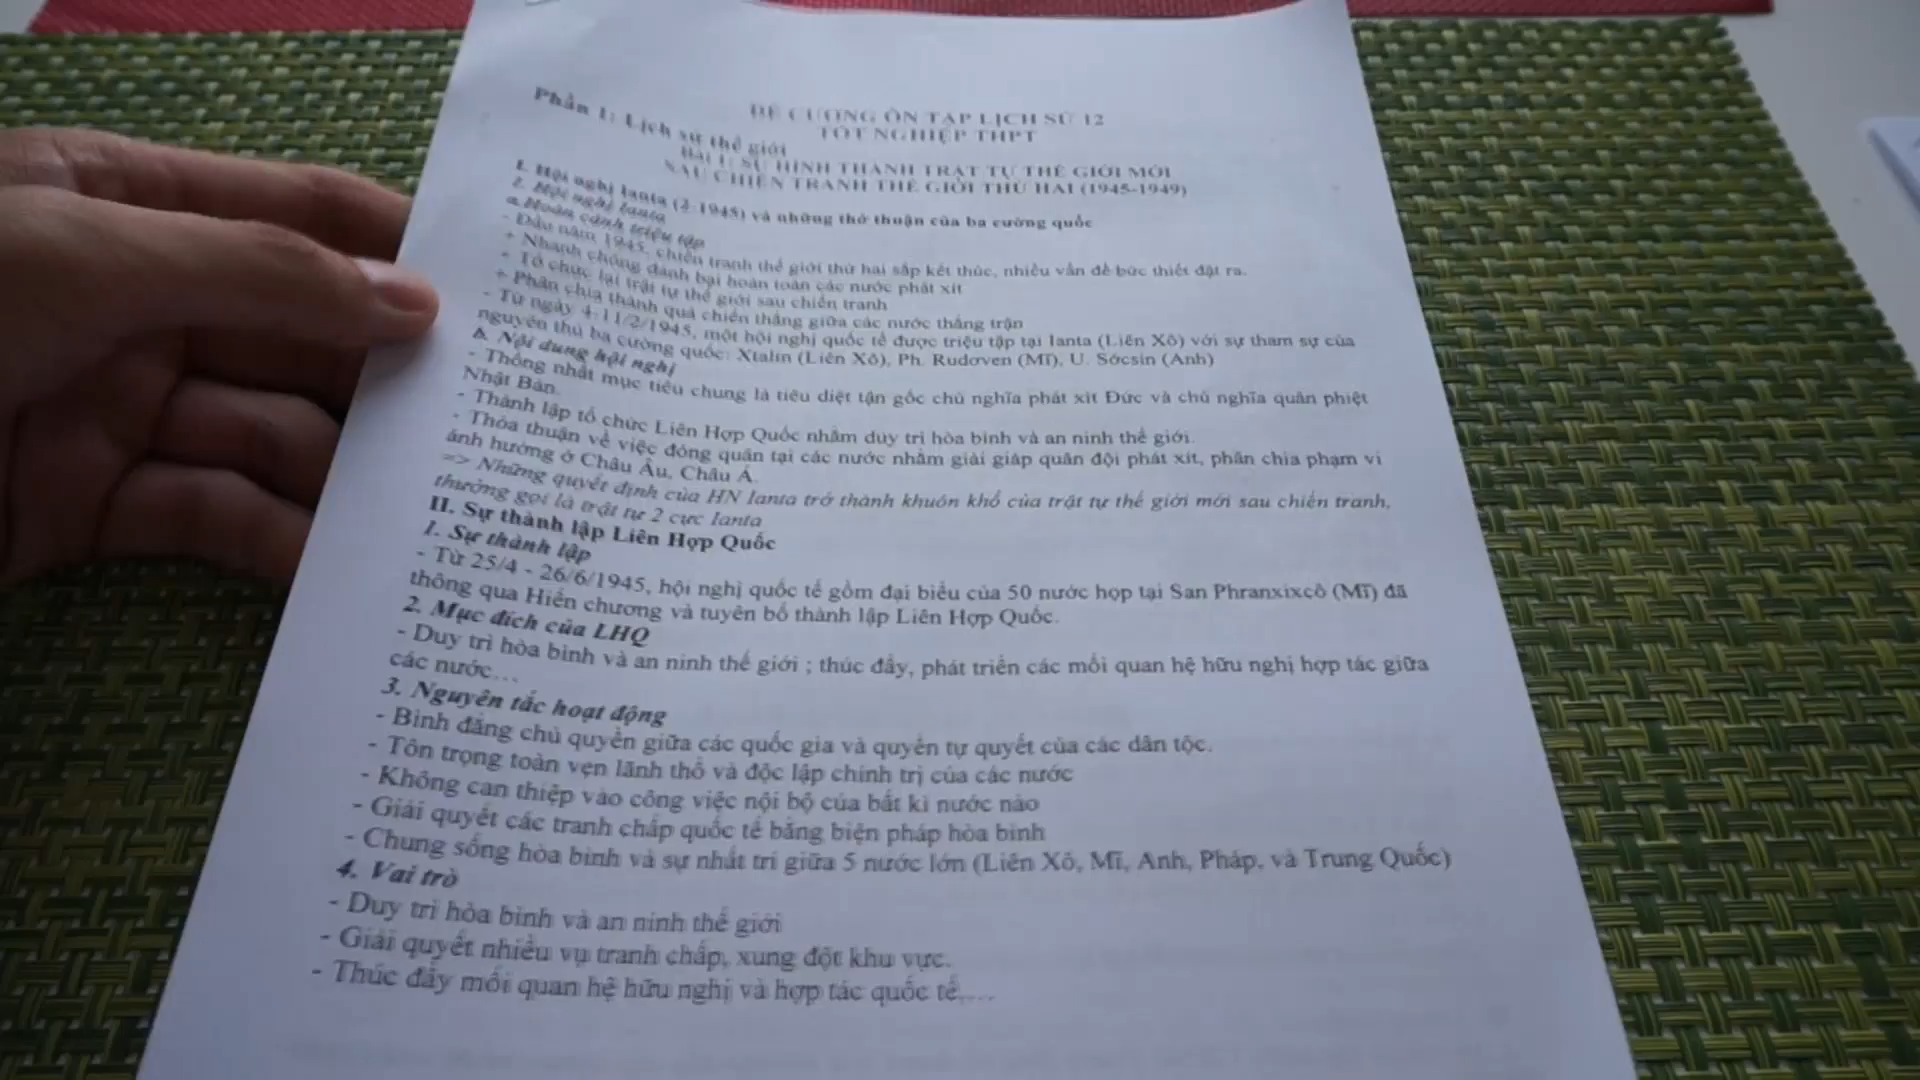 ĐỀ CƯƠNG ÔN TẬP LỊCH SỬ 12
TỐT NGHIỆP THPT
Phần 1: Lịch sử thế giới
Bài 1: SỰ HÌNH THÀNH TRẬT TỰ THẾ GIỚI MỚI
SAU CHIẾN TRANH THẾ GIỚI THỨ HAI (1945-1949)
I. Hội nghị Ianta (2-1945) và những thỏ thuận của ba cường quốc
1. Hội nghị Ianta
a. Hoàn cảnh triệu tập
- Đầu năm 1945, chiến tranh thế giới thứ hai sắp kết thúc, nhiều vấn đề bức thiết đặt ra.
+ Nhanh chóng đánh bại hoàn toàn các nước phát xít
+ Tổ chức lại trật tự thế giới sau chiến tranh
+ Phân chia thành quả chiến thắng giữa các nước thắng trận
- Từ ngày 4-11/2/1945, một hội nghị quốc tế được triệu tập tại Ianta (Liên Xô) với sự tham sự của
nguyên thủ ba cường quốc: Xtalin (Liên Xô), Ph. Rudơven (Mĩ), U. Sớcsin (Anh)
b. Nội dung hội nghị
- Thống nhất mục tiêu chung là tiêu diệt tận gốc chủ nghĩa phát xít Đức và chủ nghĩa quân phiệt
Nhật Bản.
- Thành lập tổ chức Liên Hợp Quốc nhằm duy trì hòa bình và an ninh thế giới.
- Thỏa thuận về việc đóng quân tại các nước nhằm giải giáp quân đội phát xít, phân chia phạm vi
ảnh hưởng ở Châu Âu, Châu Á.
=> Những quyết định của HN Ianta trở thành khuôn khổ của trật tự thế giới mới sau chiến tranh,
thường gọi là trật tự 2 cực Ianta
II. Sự thành lập Liên Hợp Quốc
1. Sự thành lập
- Từ 25/4 - 26/6/1945, hội nghị quốc tế gồm đại biểu của 50 nước họp tại San Phranxixcô (Mĩ) đã
thông qua Hiến chương và tuyên bố thành lập Liên Hợp Quốc.
2. Mục đích của LHQ
- Duy trì hòa bình và an ninh thế giới ; thúc đẩy, phát triển các mối quan hệ hữu nghị hợp tác giữa
các nước...
3. Nguyên tắc hoạt động
- Bình đẳng chủ quyền giữa các quốc gia và quyền tự quyết của các dân tộc.
- Tôn trọng toàn vẹn lãnh thổ và độc lập chính trị của các nước
- Không can thiệp vào công việc nội bộ của bất kì nước nào
- Giải quyết các tranh chấp quốc tế bằng biện pháp hòa bình
- Chung sống hòa bình và sự nhất trí giữa 5 nước lớn (Liên Xô, Mĩ, Anh, Pháp, và Trung Quốc)
4. Vai trò
- Duy trì hòa bình và an ninh thế giới
- Giải quyết nhiều vụ tranh chấp, xung đột khu vực.
- Thúc đẩy mối quan hệ hữu nghị và hợp tác quốc tế,...